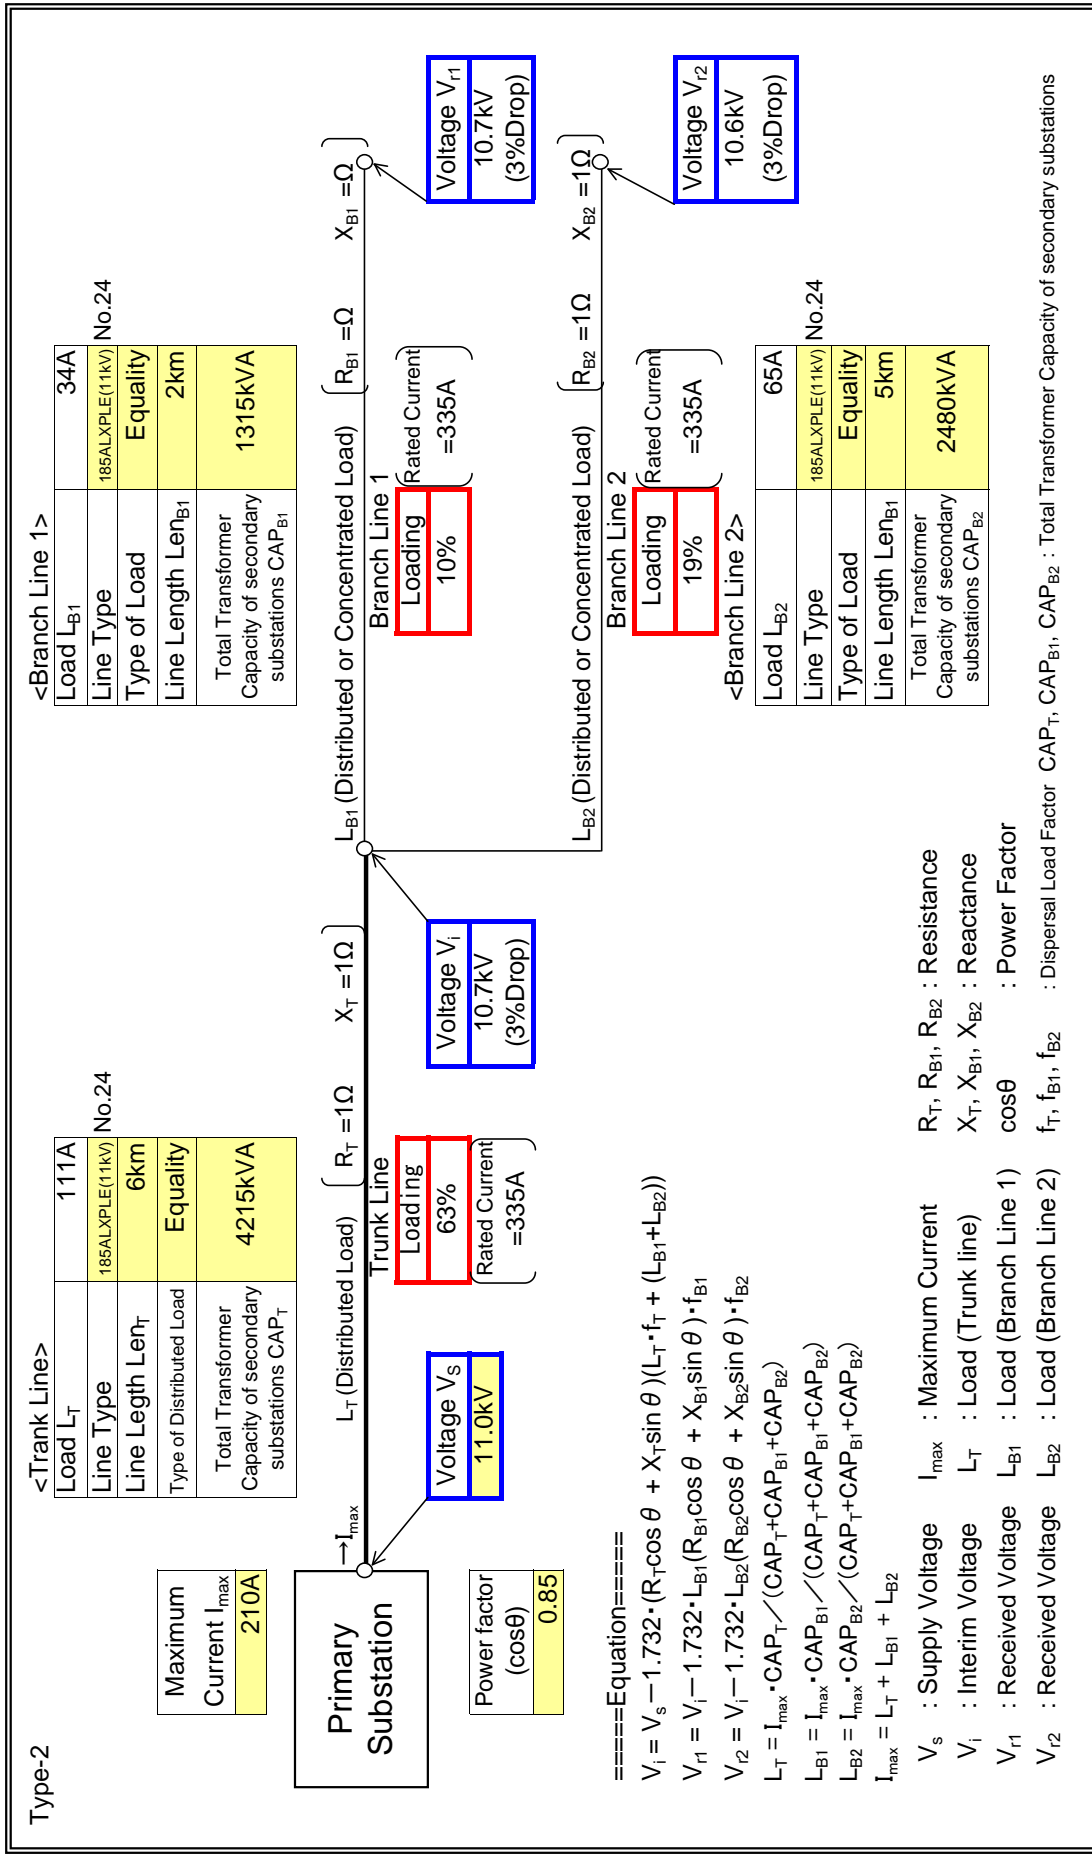 Type-2
Maximum
Current Imax
210A
<Trank Line>
Load LT 111A
Line Type 185ALXPLE(11kV) No.24
Line Legth LenT 6km
Type of Distributed Load Equality
Total Transformer
Capacity of secondary
substations CAPT
4215kVA
<Branch Line 1>
Load LB1 34A
Line Type 185ALXPLE(11kV) No.24
Type of Load Equality
Line Length LenB1 2km
Total Transformer
Capacity of secondary
substations CAPB1
1315kVA
Primary
Substation
→Imax
LT (Distributed Load)
RT =1Ω XT =1Ω
LB1 (Distributed or Concentrated Load)
RB1 =Ω XB1 =Ω
Trunk Line
Loading
63%
Rated Current
=335A
Branch Line 1
Loading
10%
Rated Current
=335A
Voltage VS
11.0kV
Voltage Vi
10.7kV
(3%Drop)
Voltage Vr1
10.7kV
(3%Drop)
Power factor
(cosθ)
0.85
LB2 (Distributed or Concentrated Load)
RB2 =1Ω XB2 =1Ω
Branch Line 2
Loading
19%
Rated Current
=335A
Voltage Vr2
10.6kV
(3%Drop)
<Branch Line 2>
Load LB2 65A
Line Type 185ALXPLE(11kV) No.24
Type of Load Equality
Line Length LenB1 5km
Total Transformer
Capacity of secondary
substations CAPB2
2480kVA
=====Equation=====
Vi = Vs－1.732・(RTcosθ + XTsinθ)(LT・fT + (LB1+LB2))
Vr1 = Vi－1.732・LB1(RB1cosθ + XB1sinθ)・fB1
Vr2 = Vi－1.732・LB2(RB2cosθ + XB2sinθ)・fB2
LT = Imax・CAPT／(CAPT+CAPB1+CAPB2)
LB1 = Imax・CAPB1／(CAPT+CAPB1+CAPB2)
LB2 = Imax・CAPB2／(CAPT+CAPB1+CAPB2)
Imax = LT + LB1 + LB2
Vs : Supply Voltage Imax : Maximum Current RT, RB1, RB2 : Resistance
Vi : Interim Voltage LT : Load (Trunk line) XT, XB1, XB2 : Reactance
Vr1 : Received Voltage LB1 : Load (Branch Line 1) cosθ : Power Factor
Vr2 : Received Voltage LB2 : Load (Branch Line 2) fT, fB1, fB2 : Dispersal Load Factor CAPT, CAPB1, CAPB2 : Total Transformer Capacity of secondary substations